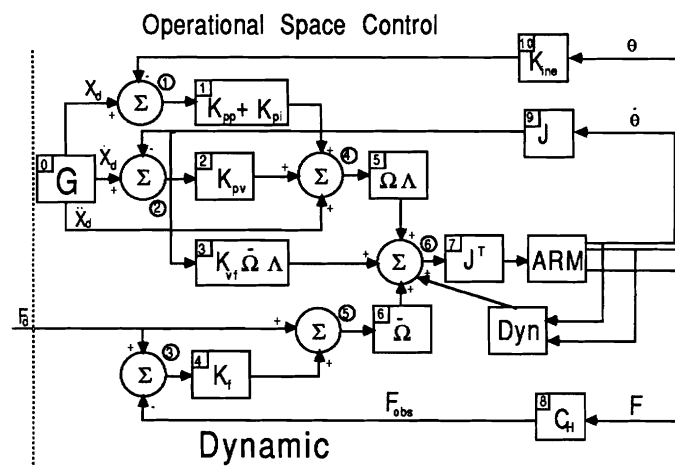 Operational Space Control
10
K_ine
θ
X_d
-
+
Σ
①
1
K_pp + K_pi
9
J
θ̇
0
G
Ẋ_d
-
+
Σ
②
2
K_pv
+
+
+
Σ
④
5
Ω Λ
Ẍ_d
3
K_vf Ω̄ Λ
+
+
+
+
Σ
⑥
7
J^T
ARM
Dyn
F_d
+
+
Σ
⑤
6
Ω̄
+
-
Σ
③
4
K_f
F_obs
8
C_H
F
Dynamic